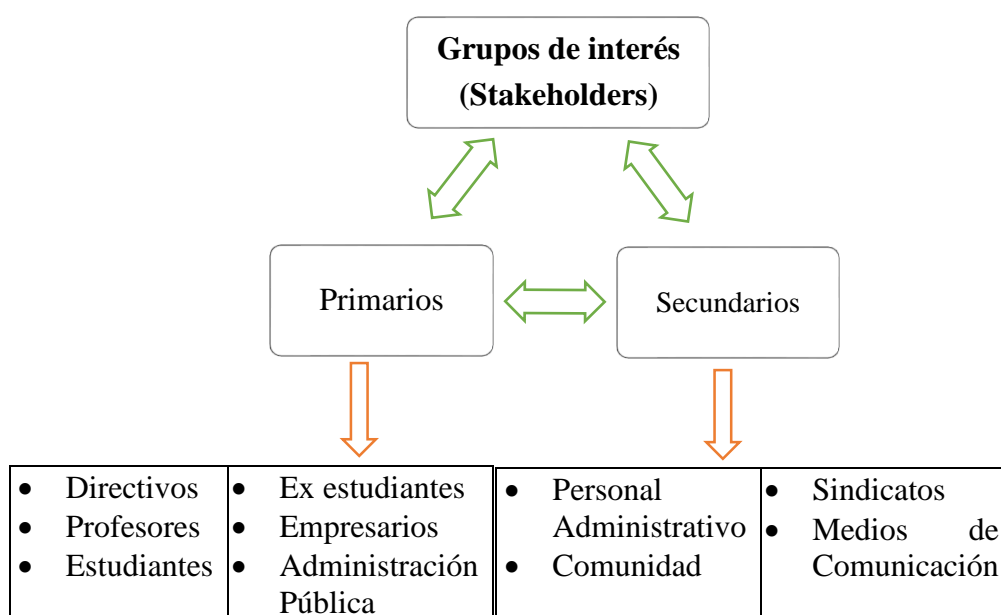 Grupos de interés
(Stakeholders)
Primarios
Secundarios
• Directivos
• Profesores
• Estudiantes
• Ex estudiantes
• Empresarios
• Administración
Pública
• Personal
Administrativo
• Comunidad
• Sindicatos
• Medios de
Comunicación